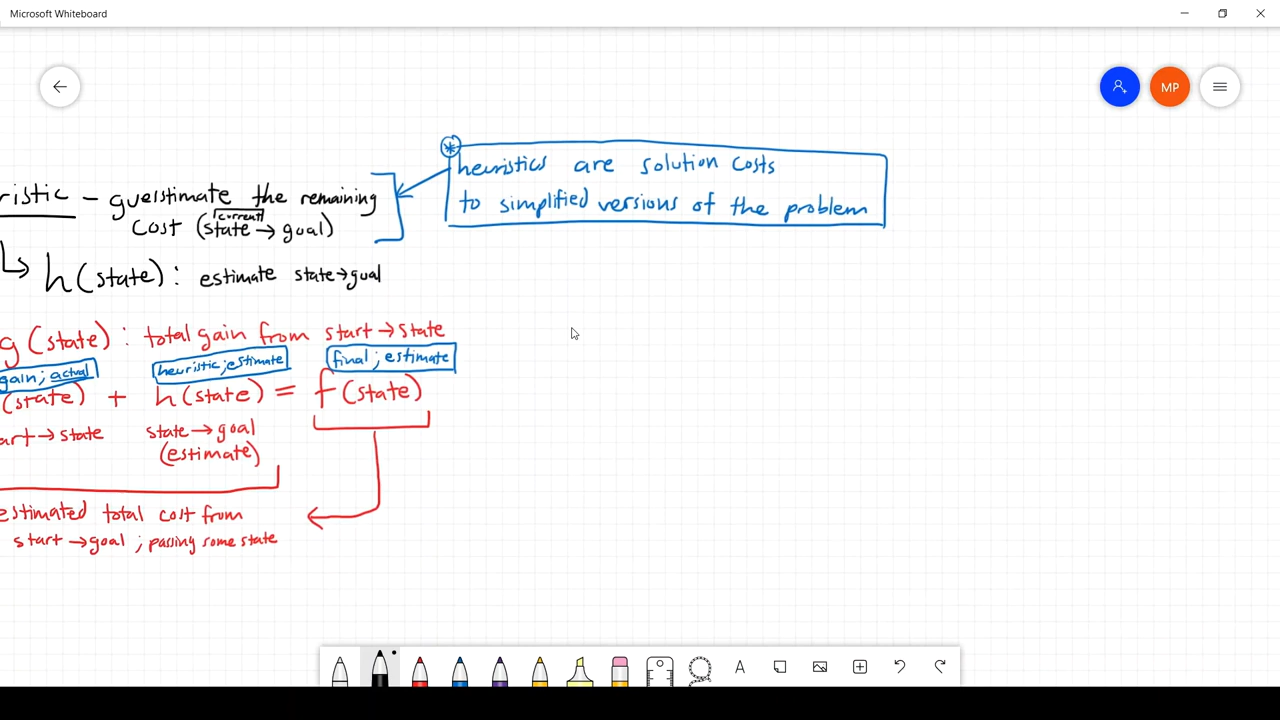 Microsoft Whiteboard
MP
heuristics are solution costs
to simplified versions of the problem
ristic - guesstimate the remaining
cost (state → goal)
(current)
h(state): estimate state→goal
g(state): total gain from start → state
gain; actual
heuristic; estimate
final; estimate
(state) + h(state) = f(state)
art → state
state → goal
(estimate)
estimated total cost from
start → goal ; passing some state
A